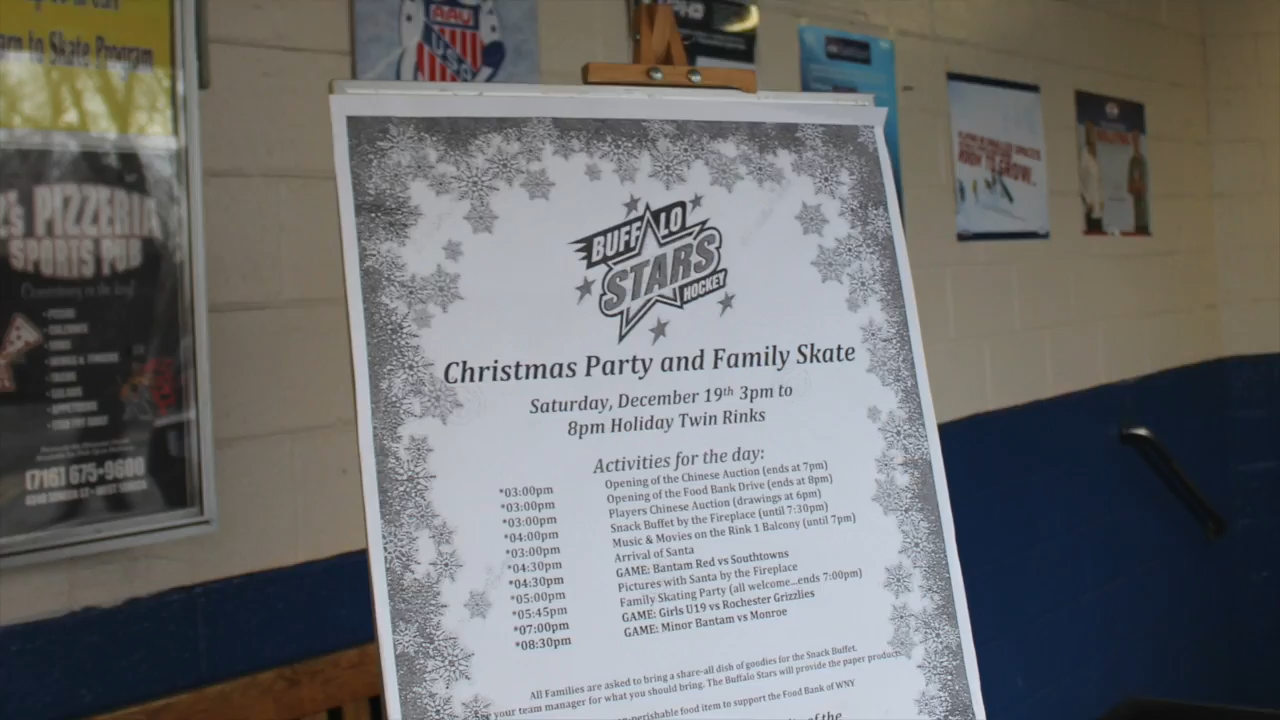 arn to Skate Program
AAU
USA
ROOM TO GROW...
's PIZZERIA
SPORTS PUB
(716) 675-9600
BUFFALO
STARS
HOCKEY
Christmas Party and Family Skate
Saturday, December 19th 3pm to
8pm Holiday Twin Rinks
Activities for the day:
*03:00pm Opening of the Chinese Auction (ends at 7pm)
*03:00pm Opening of the Food Bank Drive (ends at 8pm)
*03:00pm Players Chinese Auction (drawings at 6pm)
*04:00pm Snack Buffet by the Fireplace (until 7:30pm)
*03:00pm Music & Movies on the Rink 1 Balcony (until 7pm)
*04:30pm Arrival of Santa
*04:30pm GAME: Bantam Red vs Southtowns
*05:00pm Pictures with Santa by the Fireplace
*05:45pm Family Skating Party (all welcome...ends 7:00pm)
*07:00pm GAME: Girls U19 vs Rochester Grizzlies
*08:30pm GAME: Minor Bantam vs Monroe
All Families are asked to bring a share-all dish of goodies for the Snack Buffet.
your team manager for what you should bring. The Buffalo Stars will provide the paper products.
-perishable food item to support the Food Bank of WNY
of the